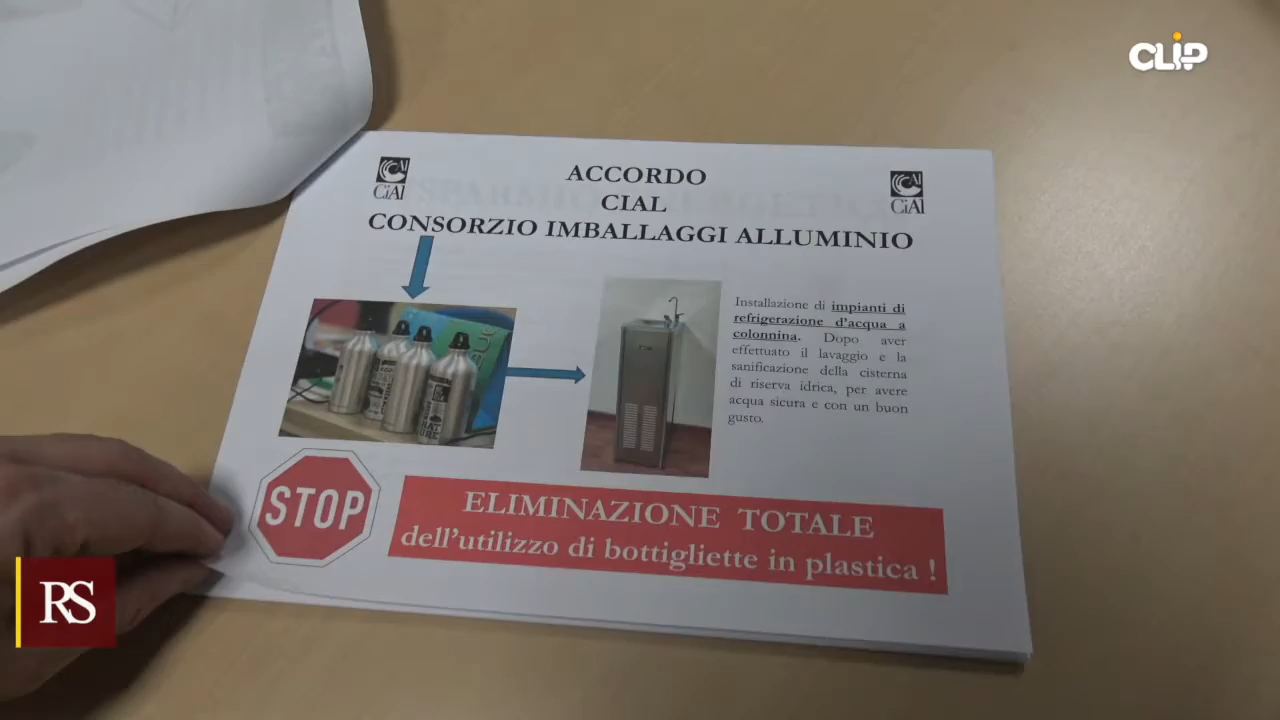 CLIP
ACCORDO
CIAL
CONSORZIO IMBALLAGGI ALLUMINIO
CiAl
CiAl
Installazione di impianti di
refrigerazione d'acqua a
colonnina. Dopo aver
effettuato il lavaggio e la
sanificazione della cisterna
di riserva idrica, per avere
acqua sicura e con un buon
gusto.
STOP
ELIMINAZIONE TOTALE
dell'utilizzo di bottigliette in plastica !
RS